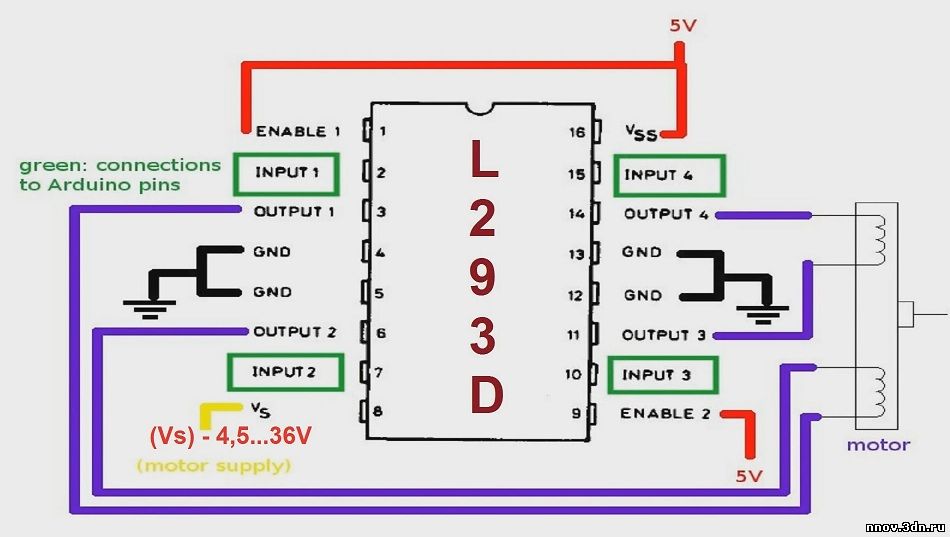 5V
ENABLE 1
1
16
VSS
green: connections
to Arduino pins
INPUT 1
2
15
INPUT 4
OUTPUT 1
3
14
OUTPUT 4
GND
4
13
GND
GND
5
12
GND
OUTPUT 2
6
11
OUTPUT 3
INPUT 2
7
10
INPUT 3
VS
8
9
ENABLE 2
L
2
9
3
D
(Vs) - 4,5...36V
(motor supply)
5V
motor
nnov.3dn.ru